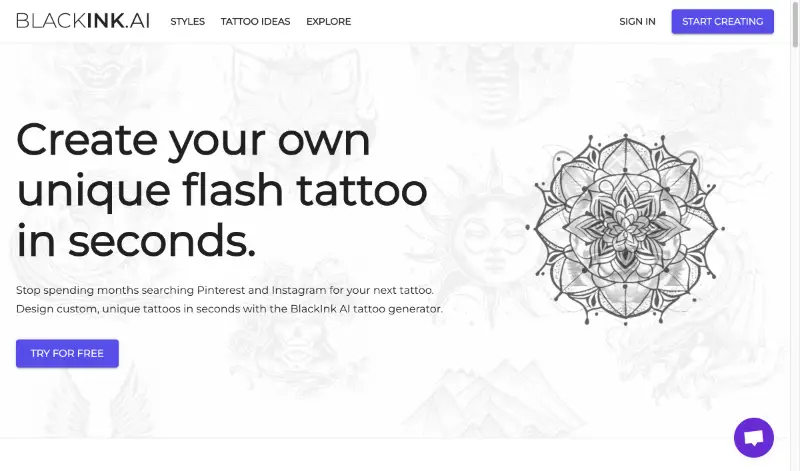 BLACKINK.AI
STYLES
TATTOO IDEAS
EXPLORE
SIGN IN
START CREATING
Create your own
unique flash tattoo
in seconds.
Stop spending months searching Pinterest and Instagram for your next tattoo.
Design custom, unique tattoos in seconds with the BlackInk AI tattoo generator.
TRY FOR FREE